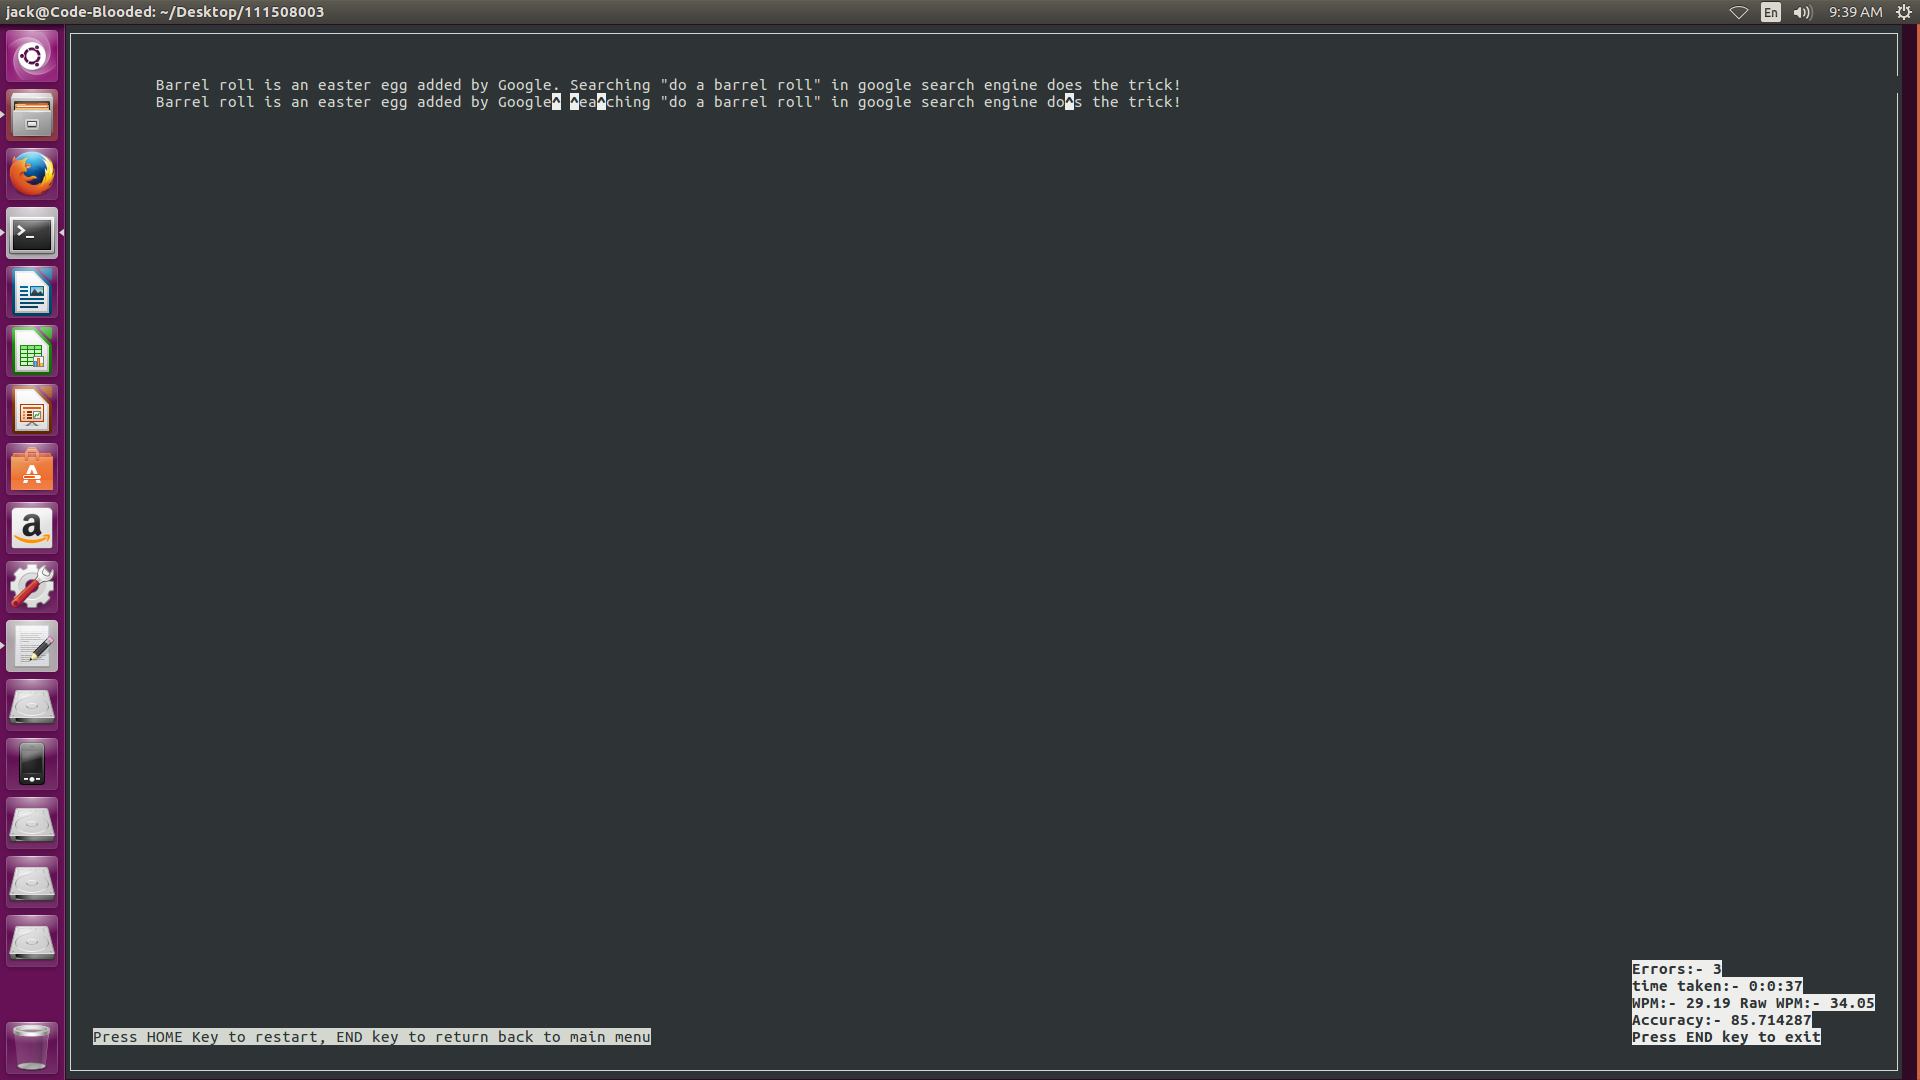 jack@Code-Blooded: ~/Desktop/111508003
En
9:39 AM
Barrel roll is an easter egg added by Google. Searching "do a barrel roll" in google search engine does the trick!
Barrel roll is an easter egg added by Google^ ^ea^ching "do a barrel roll" in google search engine do^s the trick!
Errors:- 3
time taken:- 0:0:37
WPM:- 29.19 Raw WPM:- 34.05
Accuracy:- 85.714287
Press HOME Key to restart, END key to return back to main menu
Press END key to exit